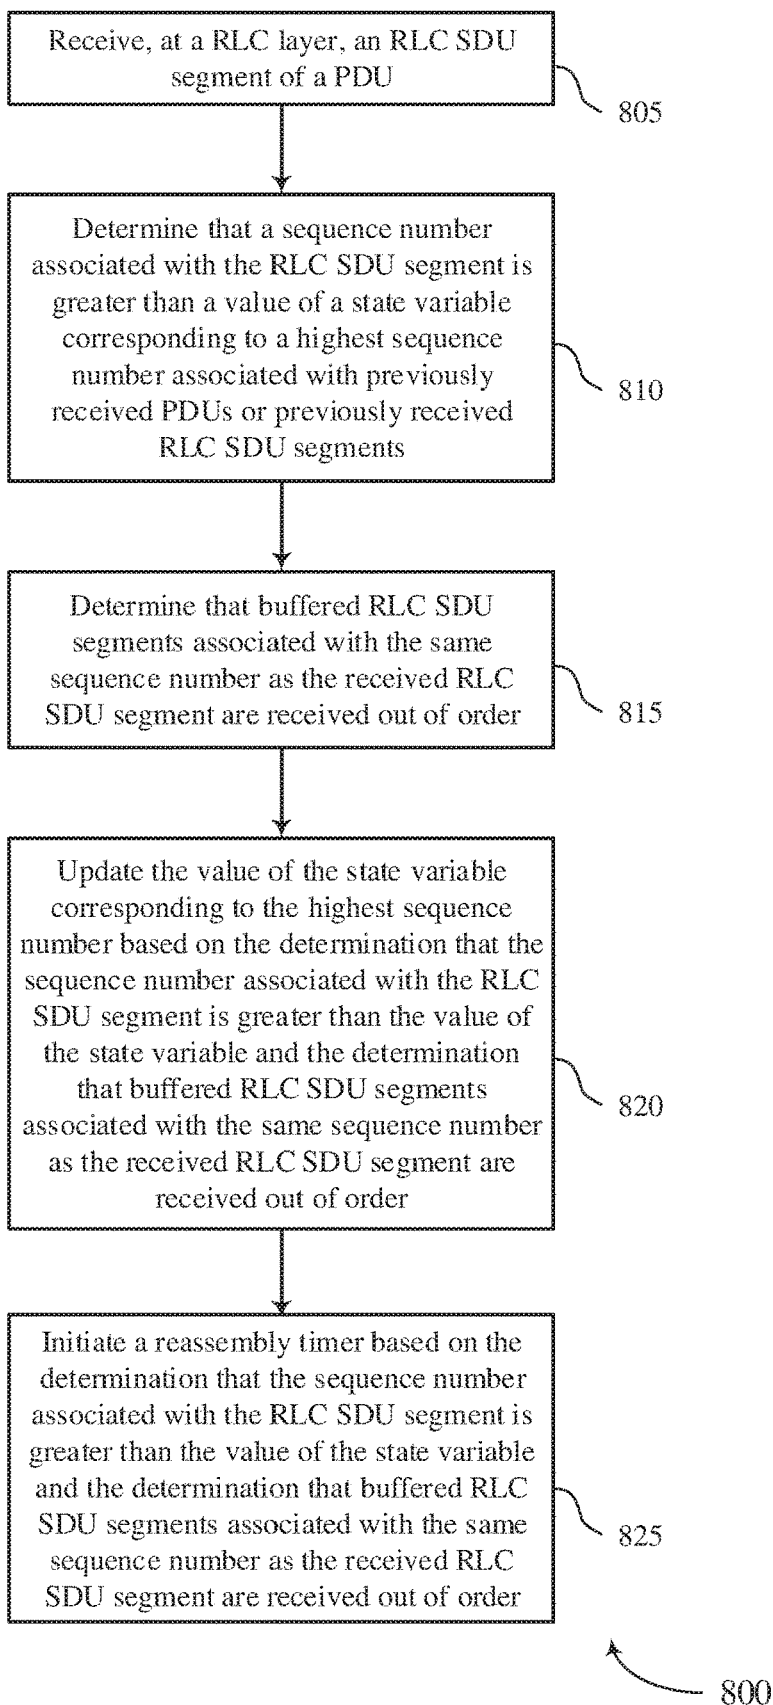 Receive, at a RLC layer, an RLC SDU
segment of a PDU
805
Determine that a sequence number
associated with the RLC SDU segment is
greater than a value of a state variable
corresponding to a highest sequence
number associated with previously
received PDUs or previously received
RLC SDU segments
810
Determine that buffered RLC SDU
segments associated with the same
sequence number as the received RLC
SDU segment are received out of order
815
Update the value of the state variable
corresponding to the highest sequence
number based on the determination that the
sequence number associated with the RLC
SDU segment is greater than the value of
the state variable and the determination
that buffered RLC SDU segments
associated with the same sequence number
as the received RLC SDU segment are
received out of order
820
Initiate a reassembly timer based on the
determination that the sequence number
associated with the RLC SDU segment is
greater than the value of the state variable
and the determination that buffered RLC
SDU segments associated with the same
sequence number as the received RLC
SDU segment are received out of order
825
800